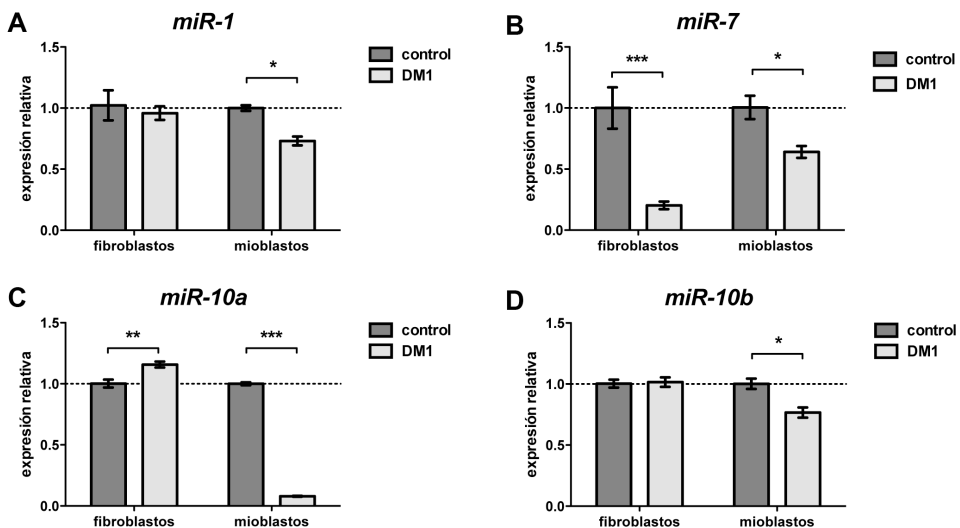 A
miR-1
expresión relativa
1.5
1.0
0.5
0.0
*
fibroblastos
mioblastos
control
DM1
B
miR-7
expresión relativa
1.5
1.0
0.5
0.0
***
*
fibroblastos
mioblastos
control
DM1
C
miR-10a
expresión relativa
1.5
1.0
0.5
0.0
**
***
fibroblastos
mioblastos
control
DM1
D
miR-10b
expresión relativa
1.5
1.0
0.5
0.0
*
fibroblastos
mioblastos
control
DM1